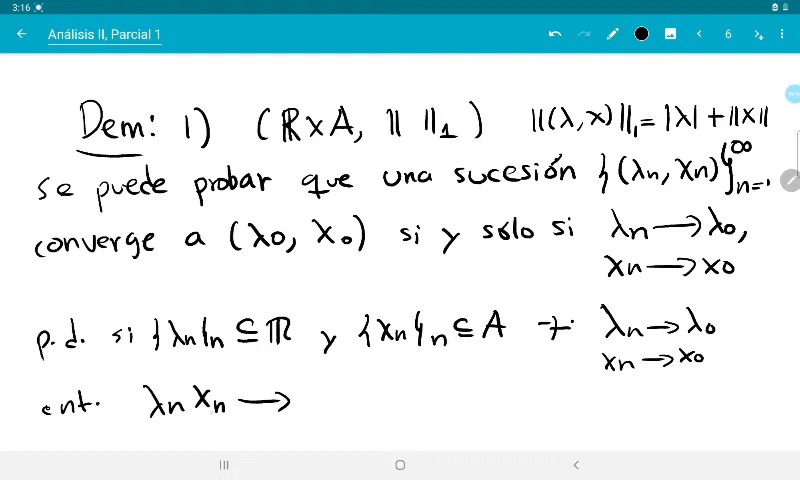 3:16
Análisis II, Parcial 1
6
Dem: 1) (ℝxA, || ||₁) ||(λ,x)||₁ = |λ| + ||x||
se puede probar que una sucesión {(λn, xn)}∞n=1
converge a (λ0, x0) si y sólo si λn → λ0,
xn → x0
p.d. si {λn}n ⊆ ℝ y {xn}n ⊆ A t. λn → λ0
xn → x0
ent. λn xn →